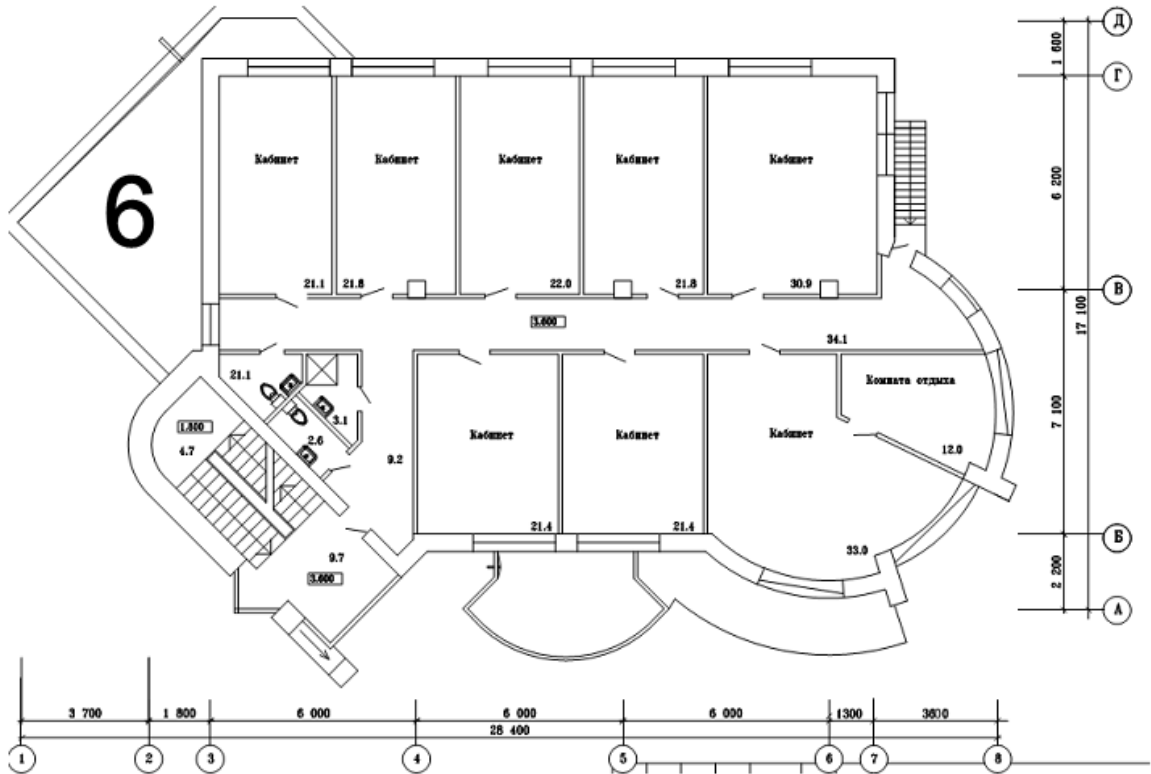 Д
1 600
Г
Кабинет
Кабинет
Кабинет
Кабинет
Кабинет
6 200
6
21.1
21.8
22.0
21.8
30.9
В
3.600
17 100
34.1
21.1
Комната отдыха
3.1
1.800
2.6
Кабинет
Кабинет
Кабинет
7 100
4.7
9.2
12.0
21.4
21.4
33.0
Б
9.7
3.600
2 200
А
3 700
1 800
6 000
6 000
6 000
1300
3600
28 400
1
2
3
4
5
6
7
8